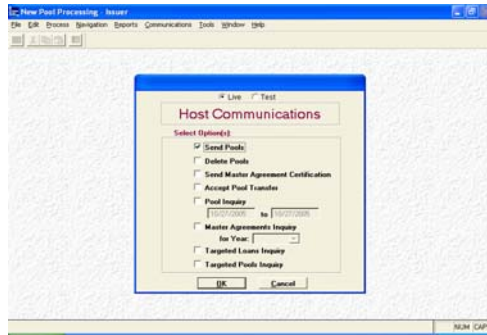 New Pool Processing - Issuer
File Edit Process Navigation Reports Communications Tools Window Help
Live Test
Host Communications
Select Option(s)
Send Pools
Delete Pools
Send Master Agreement Certification
Accept Pool Transfer
Pool Inquiry
10/27/2005 to 10/27/2005
Master Agreements Inquiry
for Year:
Targeted Loans Inquiry
Targeted Pools Inquiry
OK Cancel
NUM CAP